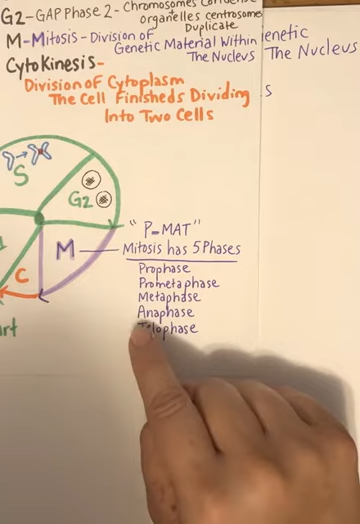 G2-GAP Phase 2- Chromosomes
organelles centrosome
Duplicate
M-Mitosis-Division of
Genetic Material Within
The Nucleus
enetic
The Nucleus
Cytokinesis-
Division of Cytoplasm
The Cell Finisheds Dividing
Into Two Cells
s
S
G2
M
C
rt
"P-MAT"
Mitosis has 5 Phases
Prophase
Prometaphase
Metaphase
Anaphase
Telophase